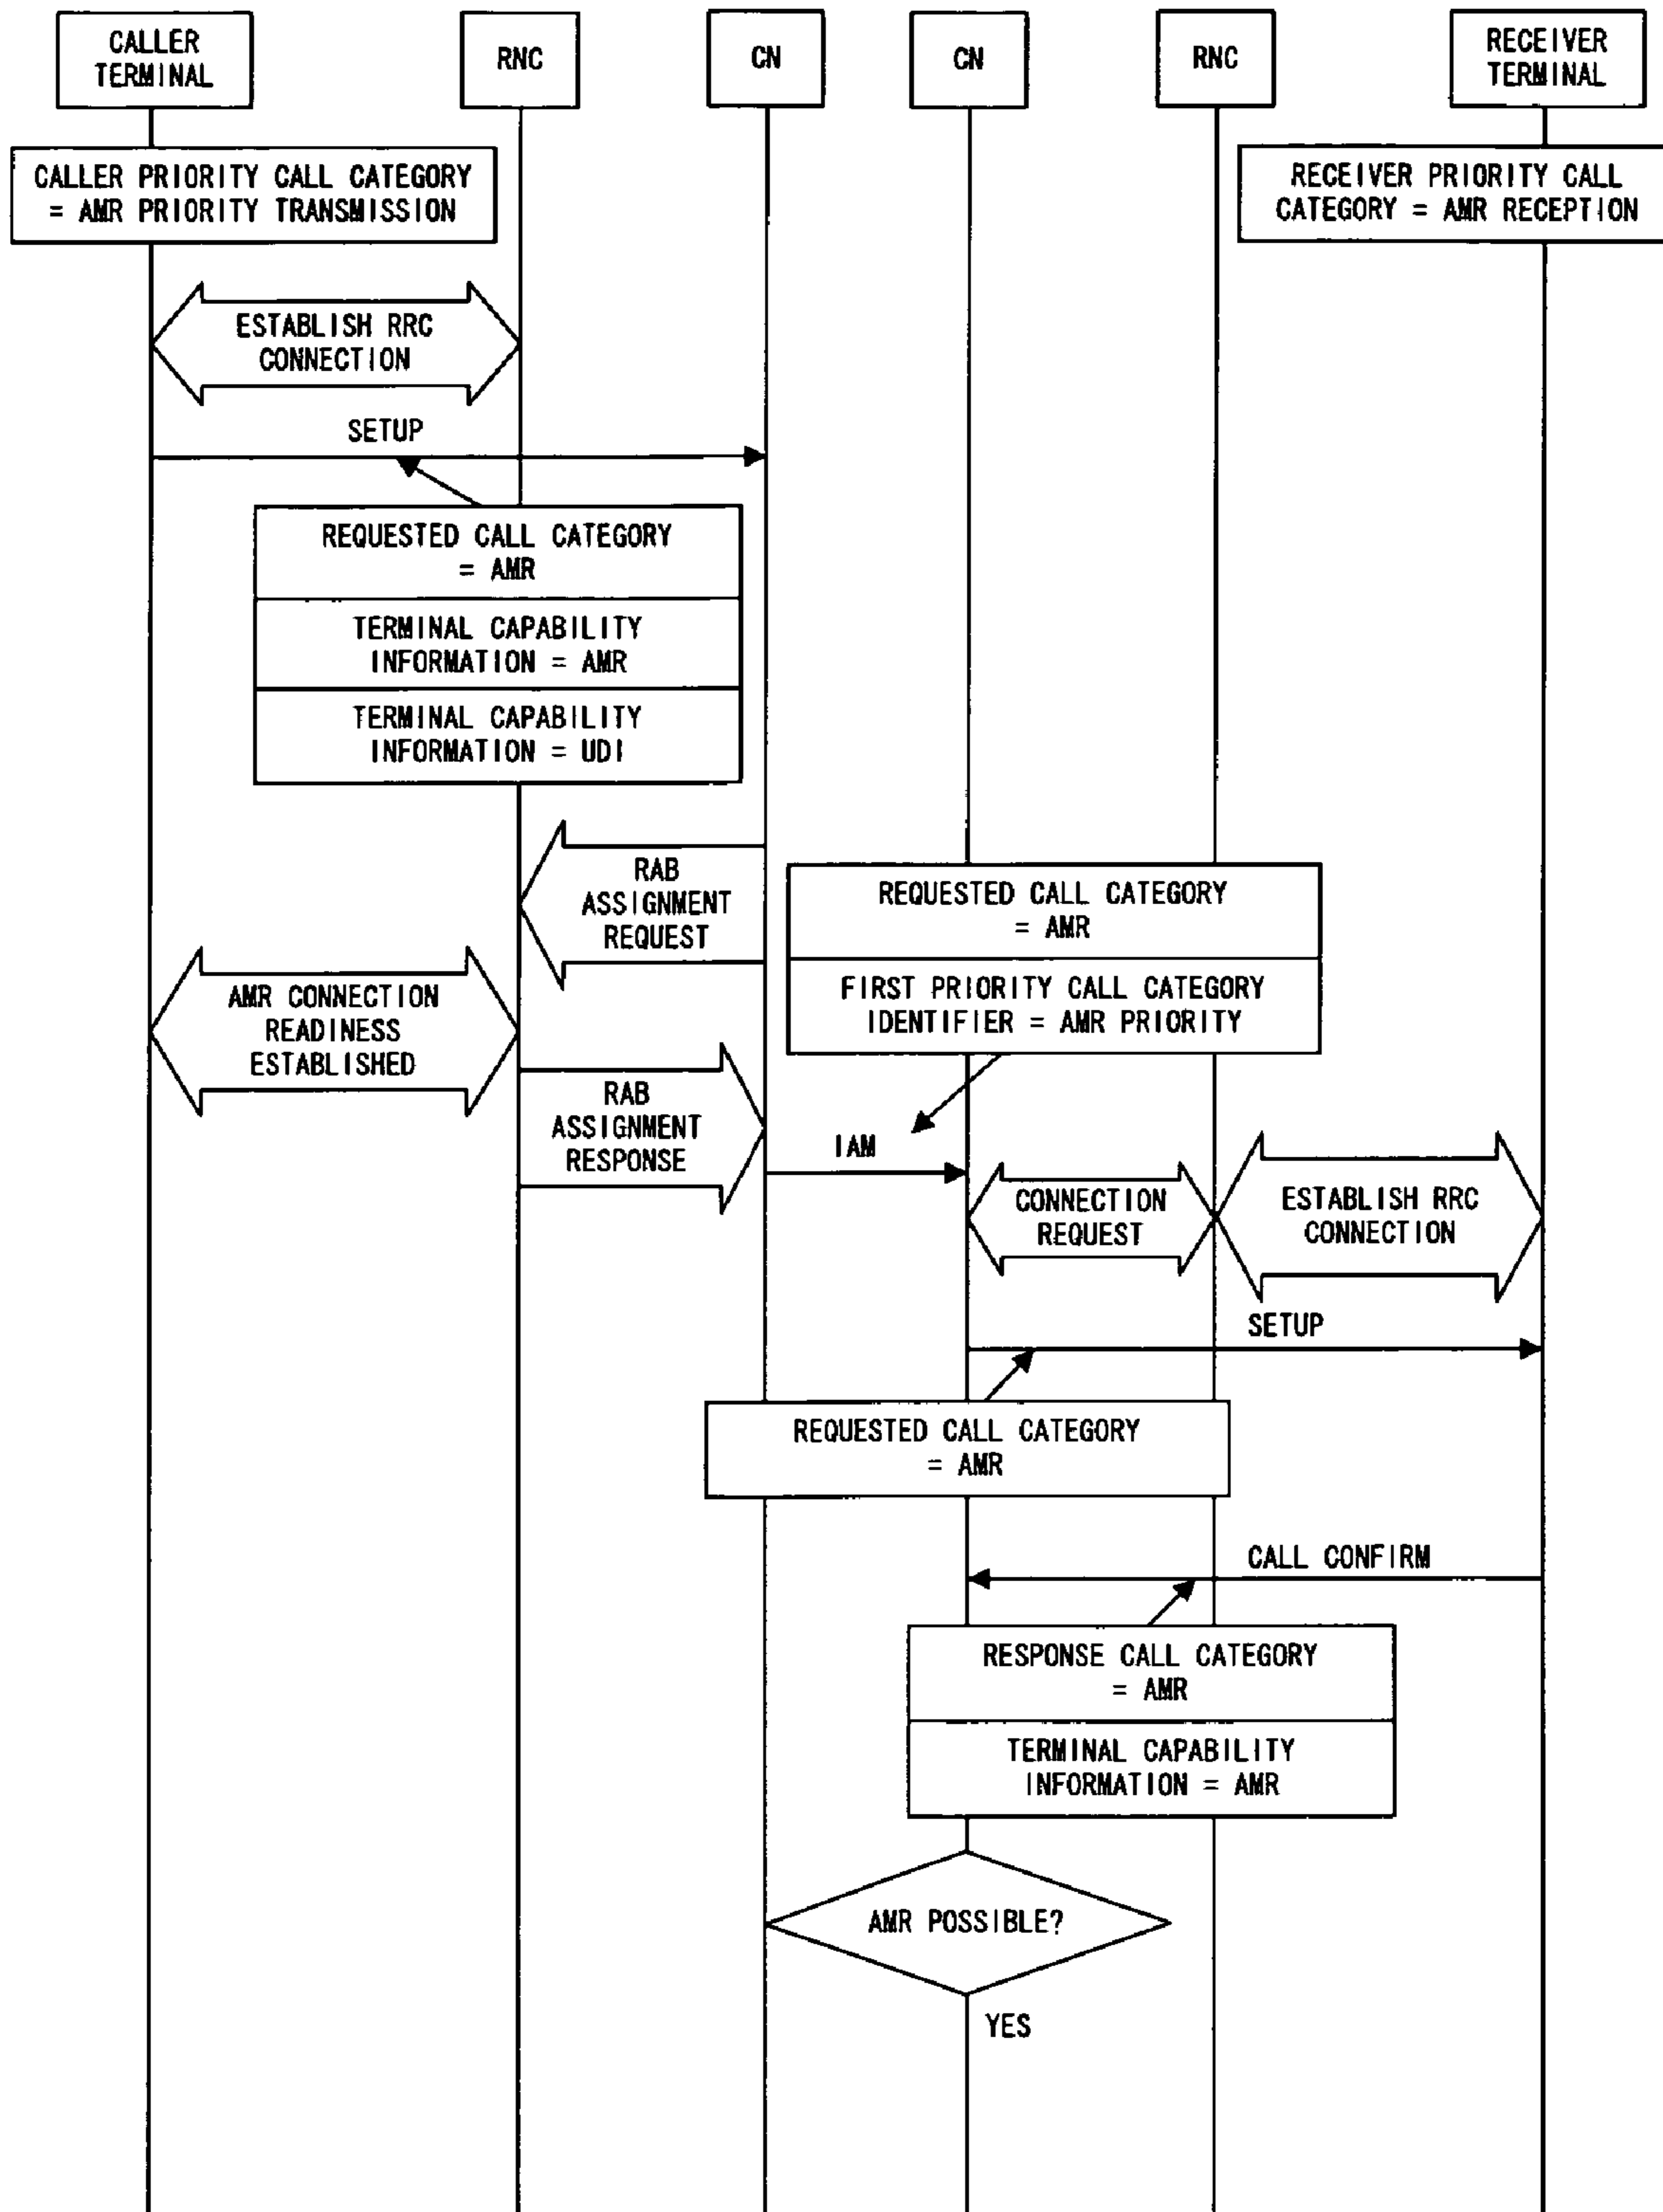 CALLER
TERMINAL
RNC
CN
CN
RNC
RECEIVER
TERMINAL
CALLER PRIORITY CALL CATEGORY
= AMR PRIORITY TRANSMISSION
RECEIVER PRIORITY CALL
CATEGORY = AMR RECEPTION
ESTABLISH RRC
CONNECTION
SETUP
REQUESTED CALL CATEGORY
= AMR
TERMINAL CAPABILITY
INFORMATION = AMR
TERMINAL CAPABILITY
INFORMATION = UDI
RAB
ASSIGNMENT
REQUEST
REQUESTED CALL CATEGORY
= AMR
FIRST PRIORITY CALL CATEGORY
IDENTIFIER = AMR PRIORITY
AMR CONNECTION
READINESS
ESTABLISHED
RAB
ASSIGNMENT
RESPONSE
IAM
CONNECTION
REQUEST
ESTABLISH RRC
CONNECTION
SETUP
REQUESTED CALL CATEGORY
= AMR
CALL CONFIRM
RESPONSE CALL CATEGORY
= AMR
TERMINAL CAPABILITY
INFORMATION = AMR
AMR POSSIBLE?
YES